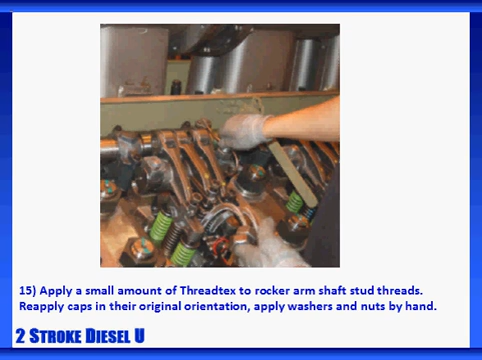 15) Apply a small amount of Threadtex to rocker arm shaft stud threads.
Reapply caps in their original orientation, apply washers and nuts by hand.
2 Stroke Diesel U